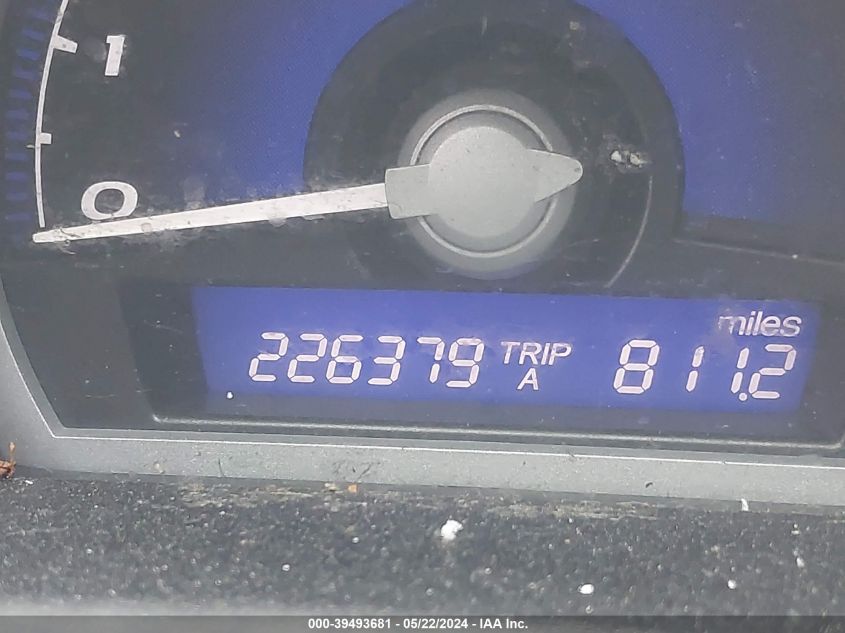 1
0
miles
226379 TRIP A 811.2
000-39493681 - 05/22/2024 - IAA Inc.